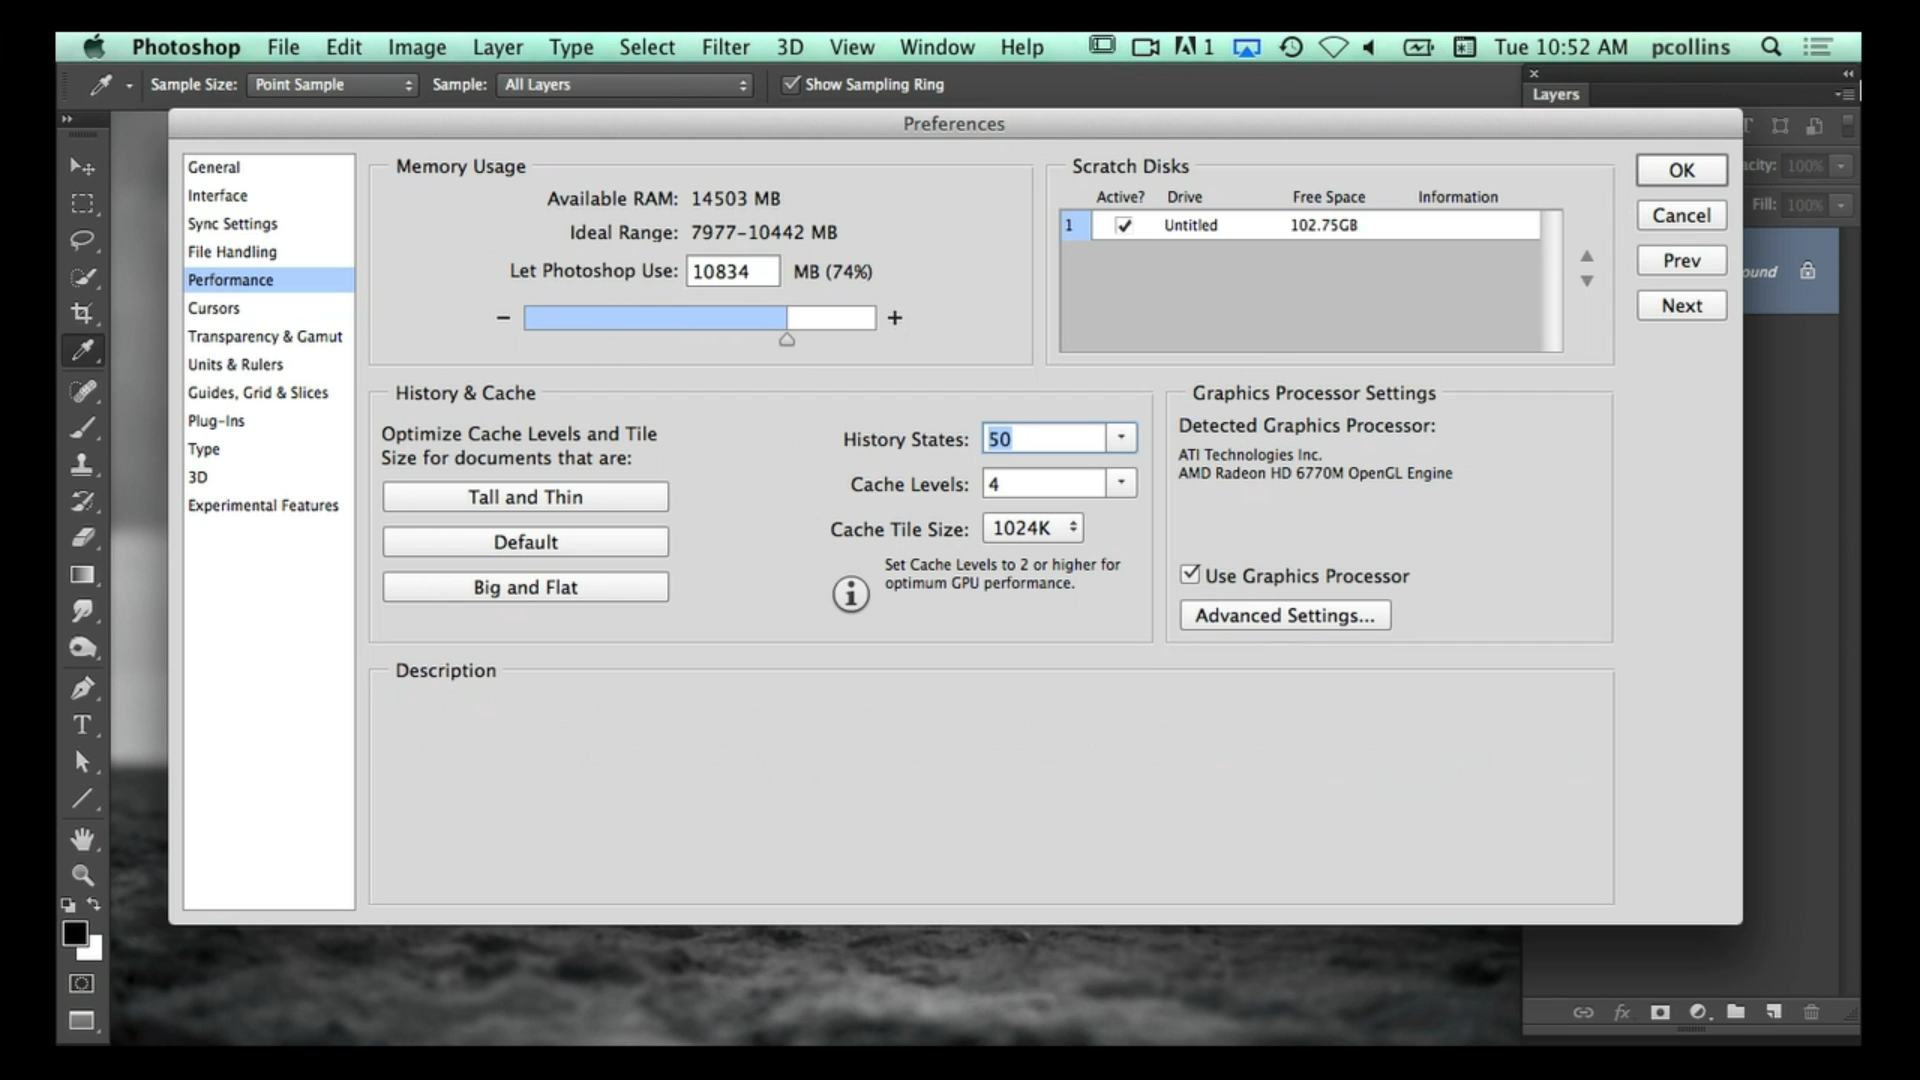 Photoshop File Edit Image Layer Type Select Filter 3D View Window Help 1 Tue 10:52 AM pcollins
Sample Size: Point Sample Sample: All Layers Show Sampling Ring
Layers
Preferences
General
Interface
Sync Settings
File Handling
Performance
Cursors
Transparency & Gamut
Units & Rulers
Guides, Grid & Slices
Plug-Ins
Type
3D
Experimental Features
Memory Usage
Available RAM: 14503 MB
Ideal Range: 7977-10442 MB
Let Photoshop Use: 10834 MB (74%)
Scratch Disks
Active? Drive Free Space Information
1 Untitled 102.75GB
OK
Cancel
Prev
Next
acity: 100%
Fill: 100%
ound
History & Cache
Optimize Cache Levels and Tile
Size for documents that are:
Tall and Thin
Default
Big and Flat
History States: 50
Cache Levels: 4
Cache Tile Size: 1024K
Set Cache Levels to 2 or higher for
optimum GPU performance.
Graphics Processor Settings
Detected Graphics Processor:
ATI Technologies Inc.
AMD Radeon HD 6770M OpenGL Engine
Use Graphics Processor
Advanced Settings...
Description
fx